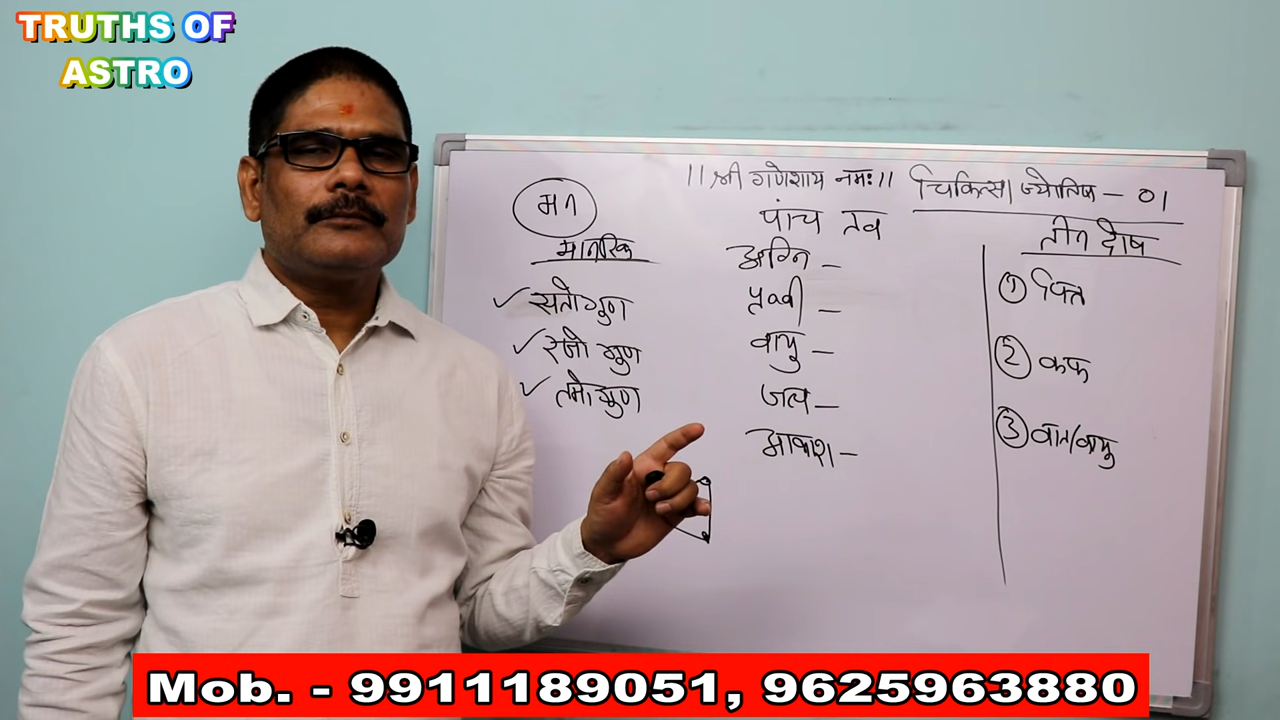 TRUTHS OF
ASTRO
।। श्री गणेशाय नमः।।
चिकित्सा ज्योतिष - 01
मन
पांच तत्व
तीन दोष
मानसिक
अग्नि -
① पित्त
✓ सतोगुण
पृथ्वी -
✓ रजो गुण
वायु -
② कफ
✓ तमोगुण
जल -
आकाश -
③ वात/वायु
Mob. - 9911189051, 9625963880